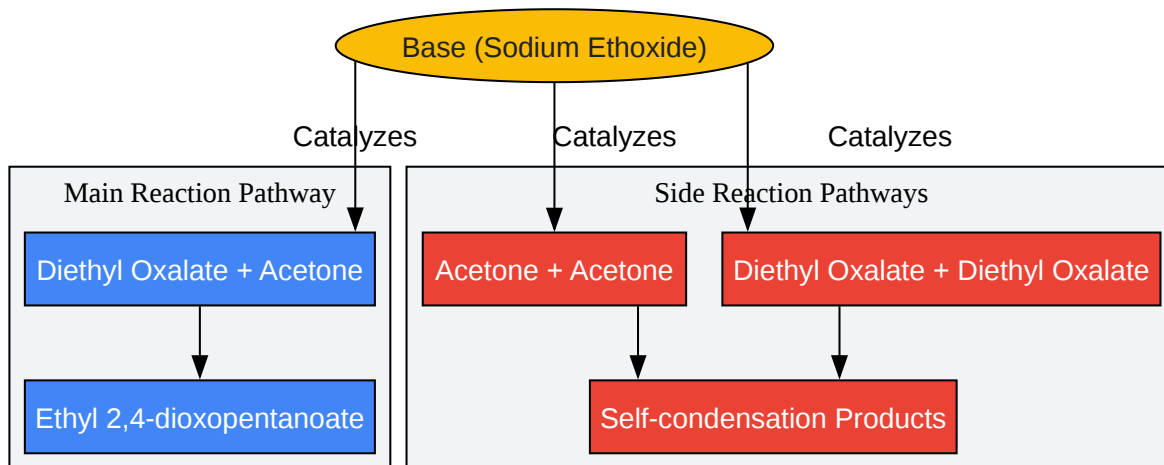 Base (Sodium Ethoxide)
Catalyzes
Catalyzes
Catalyzes
Main Reaction Pathway
Side Reaction Pathways
Diethyl Oxalate + Acetone
Acetone + Acetone
Diethyl Oxalate + Diethyl Oxalate
Ethyl 2,4-dioxopentanoate
Self-condensation Products